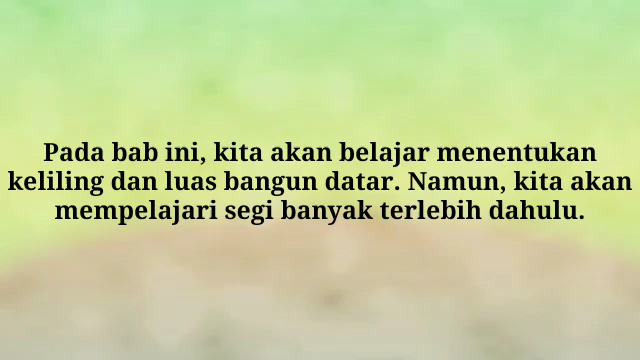 Pada bab ini, kita akan belajar menentukan
keliling dan luas bangun datar. Namun, kita akan
mempelajari segi banyak terlebih dahulu.